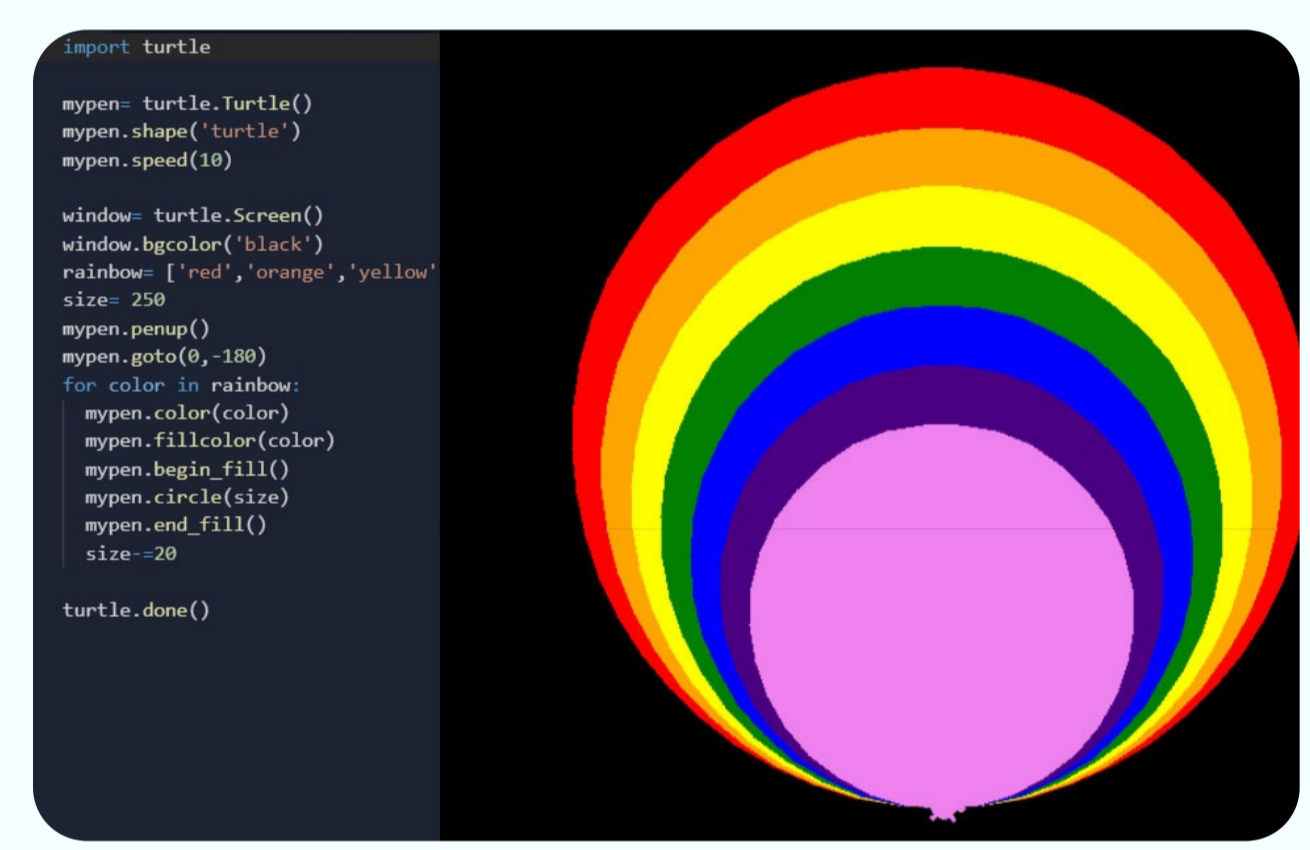 import turtle
mypen= turtle.Turtle()
mypen.shape('turtle')
mypen.speed(10)
window= turtle.Screen()
window.bgcolor('black')
rainbow= ['red','orange','yellow'
size= 250
mypen.penup()
mypen.goto(0,-180)
for color in rainbow:
mypen.color(color)
mypen.fillcolor(color)
mypen.begin_fill()
mypen.circle(size)
mypen.end_fill()
size-=20
turtle.done()